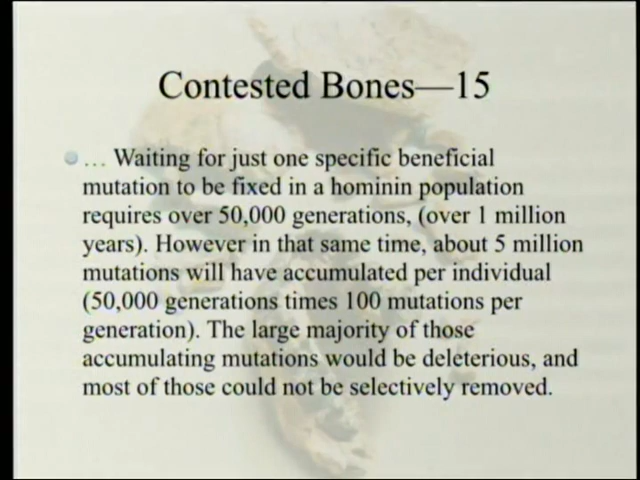 Contested Bones—15
… Waiting for just one specific beneficial
mutation to be fixed in a hominin population
requires over 50,000 generations, (over 1 million
years). However in that same time, about 5 million
mutations will have accumulated per individual
(50,000 generations times 100 mutations per
generation). The large majority of those
accumulating mutations would be deleterious, and
most of those could not be selectively removed.